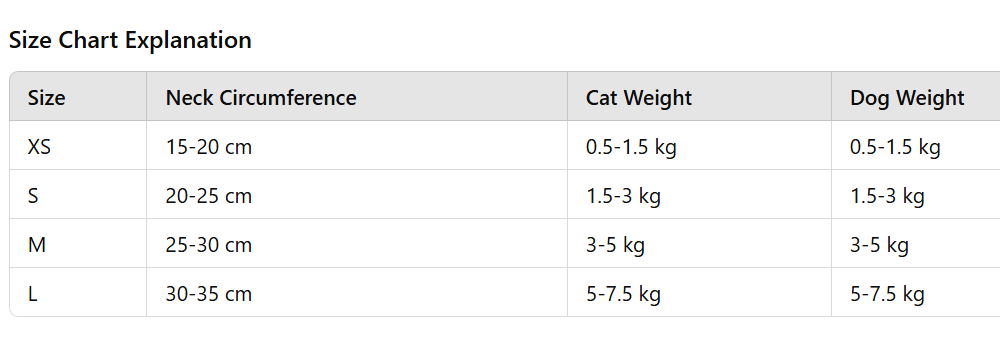 Size Chart Explanation
Size Neck Circumference Cat Weight Dog Weight
XS 15-20 cm 0.5-1.5 kg 0.5-1.5 kg
S 20-25 cm 1.5-3 kg 1.5-3 kg
M 25-30 cm 3-5 kg 3-5 kg
L 30-35 cm 5-7.5 kg 5-7.5 kg